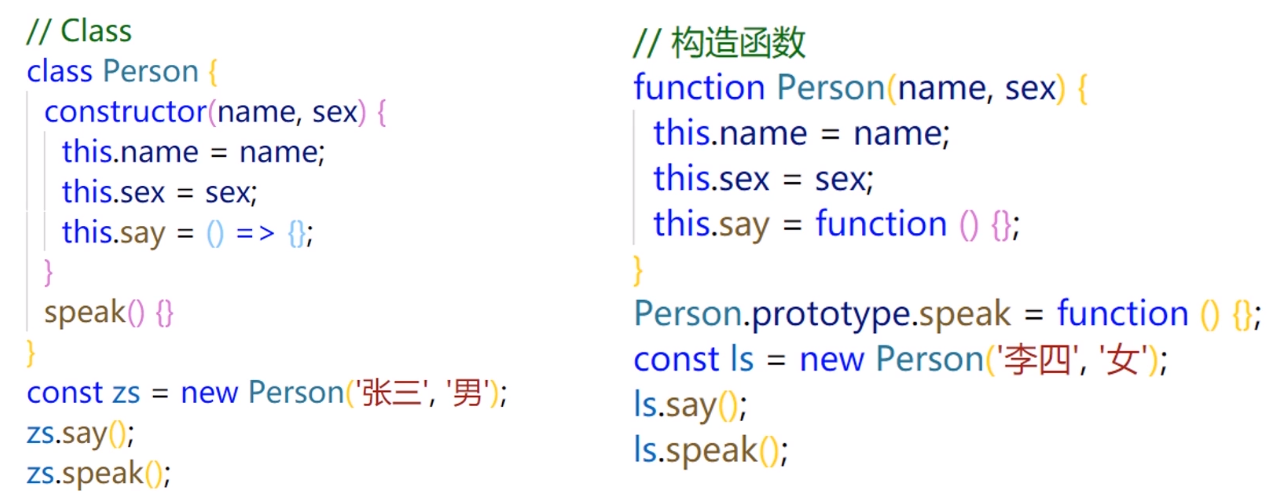 // Class
class Person {
constructor(name, sex) {
this.name = name;
this.sex = sex;
this.say = () => {};
}
speak() {}
}
const zs = new Person('张三', '男');
zs.say();
zs.speak();
// 构造函数
function Person(name, sex) {
this.name = name;
this.sex = sex;
this.say = function () {};
}
Person.prototype.speak = function () {};
const ls = new Person('李四', '女');
ls.say();
ls.speak();